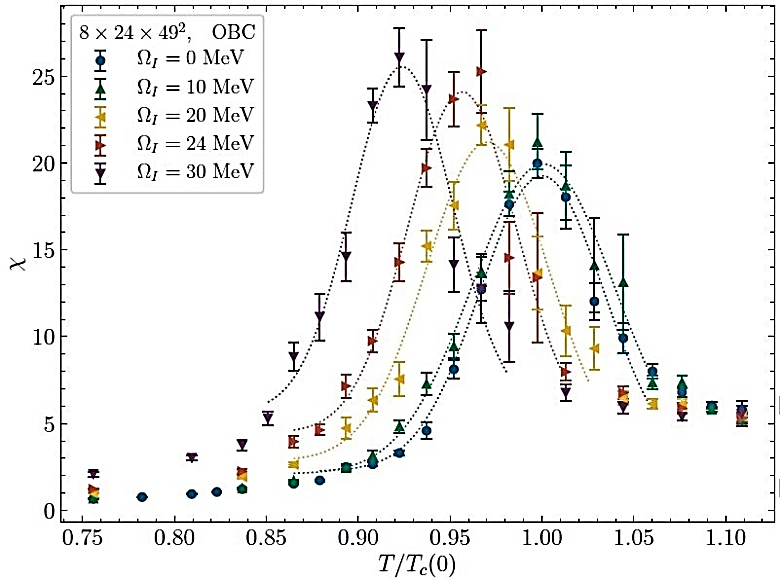 8 × 24 × 49², OBC
Ω_I = 0 MeV
Ω_I = 10 MeV
Ω_I = 20 MeV
Ω_I = 24 MeV
Ω_I = 30 MeV
25
20
15
10
5
0
χ
0.75 0.80 0.85 0.90 0.95 1.00 1.05 1.10
T/T_c(0)